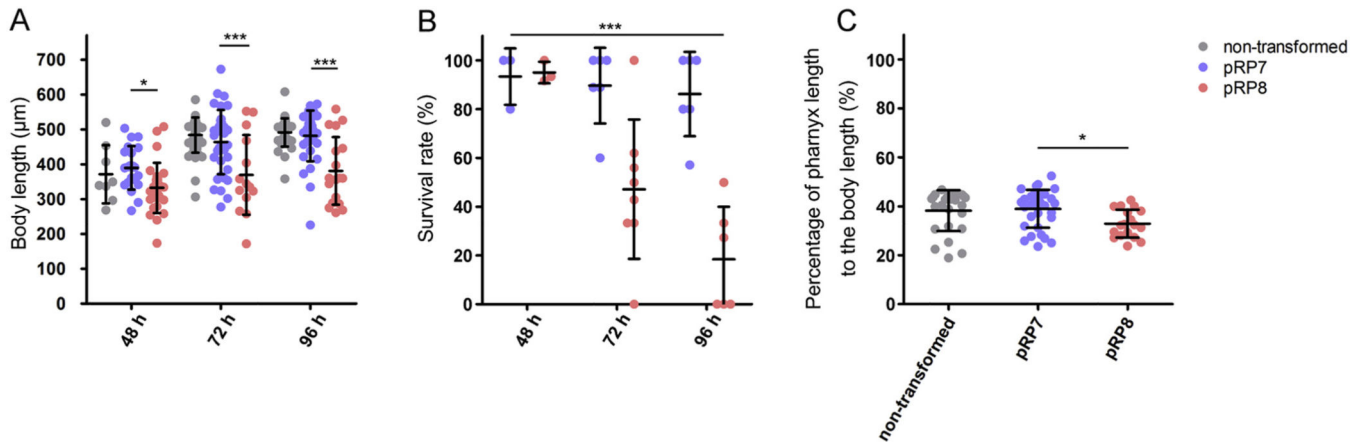 A
Body length (μm)
700
600
500
400
300
200
100
0
*
***
***
48 h
72 h
96 h
B
Survival rate (%)
100
80
60
40
20
0
***
48 h
72 h
96 h
C
Percentage of pharnyx length
to the body length (%)
100
80
60
40
20
0
*
non-transformed
pRP7
pRP8
non-transformed
pRP7
pRP8